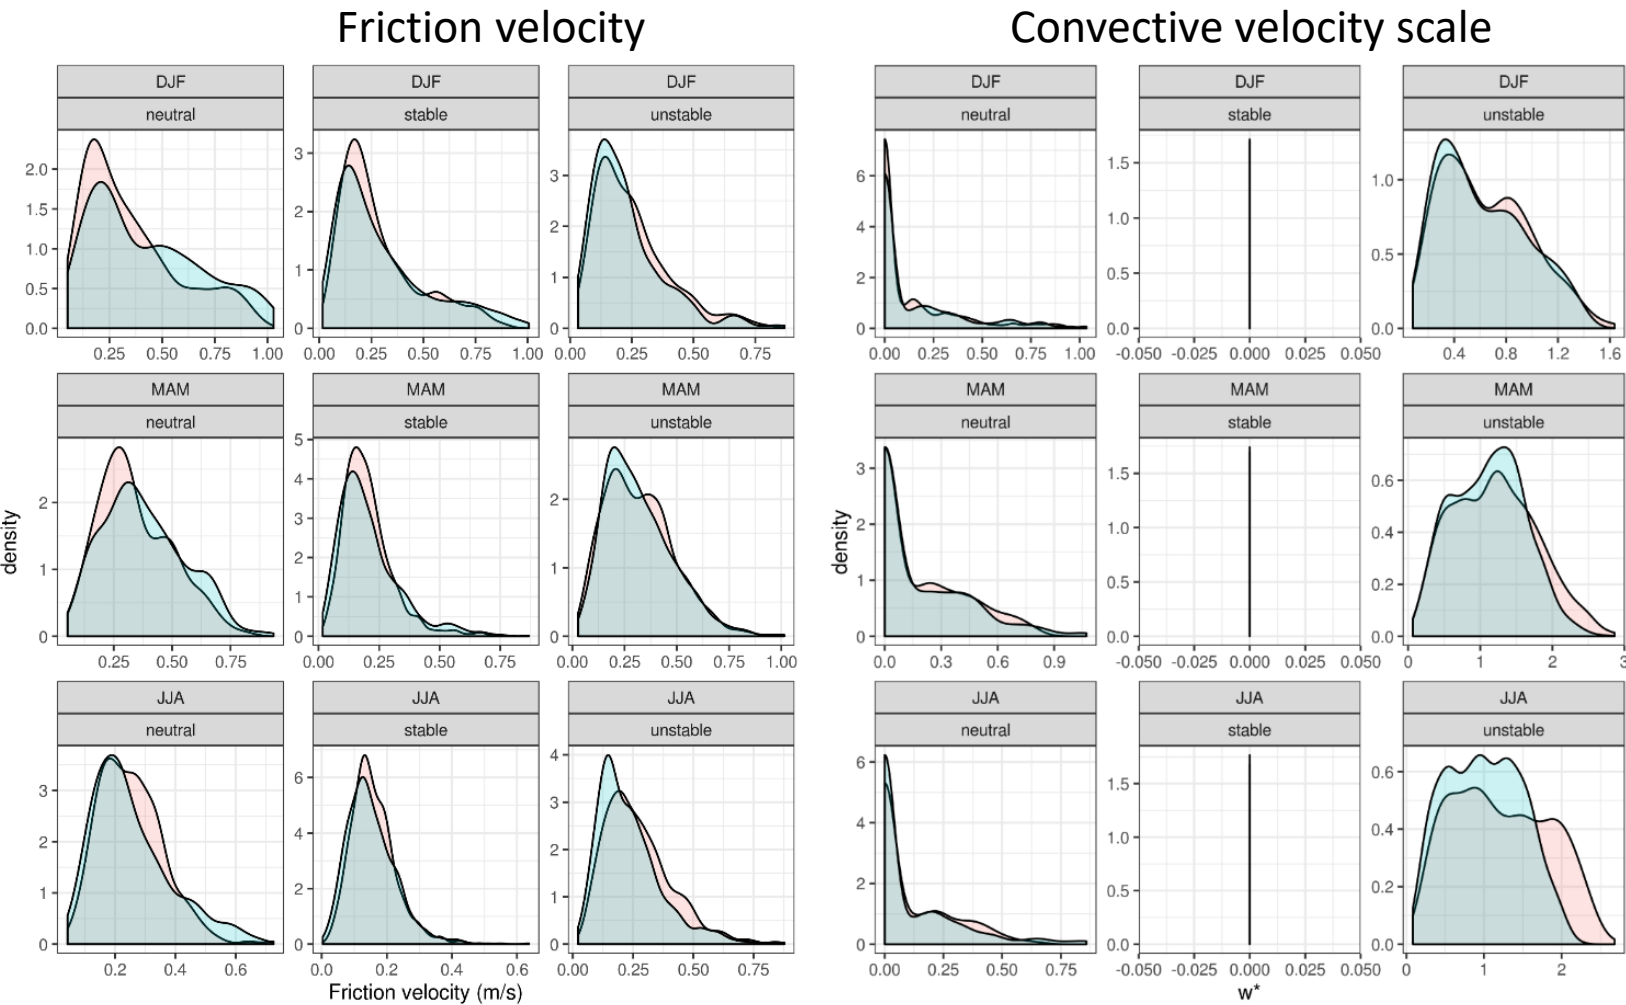 Friction velocity
Convective velocity scale
DJF DJF DJF DJF DJF DJF
neutral stable unstable neutral stable unstable
2.0 1.5 1.0 0.5 0.0
3 2 1 0
3 2 1 0
6 4 2 0
1.5 1.0 0.5 0.0
1.0 0.5 0.0
0.25 0.50 0.75 1.00
0.00 0.25 0.50 0.75 1.00
0.00 0.25 0.50 0.75
0.00 0.25 0.50 0.75 1.00
-0.050 -0.025 0.000 0.025 0.050
0.4 0.8 1.2 1.6
MAM MAM MAM MAM MAM MAM
neutral stable unstable neutral stable unstable
density
density
2 1 0
5 4 3 2 1 0
2 1 0
3 2 1 0
1.5 1.0 0.5 0.0
0.6 0.4 0.2 0.0
0.25 0.50 0.75
0.00 0.25 0.50 0.75
0.00 0.25 0.50 0.75 1.00
0.0 0.3 0.6 0.9
-0.050 -0.025 0.000 0.025 0.050
0 1 2 3
JJA JJA JJA JJA JJA JJA
neutral stable unstable neutral stable unstable
3 2 1 0
6 4 2 0
4 3 2 1 0
6 4 2 0
1.5 1.0 0.5 0.0
0.6 0.4 0.2 0.0
0.2 0.4 0.6
0.0 0.2 0.4 0.6
0.00 0.25 0.50 0.75
0.00 0.25 0.50 0.75
-0.050 -0.025 0.000 0.025 0.050
0 1 2
Friction velocity (m/s)
w*